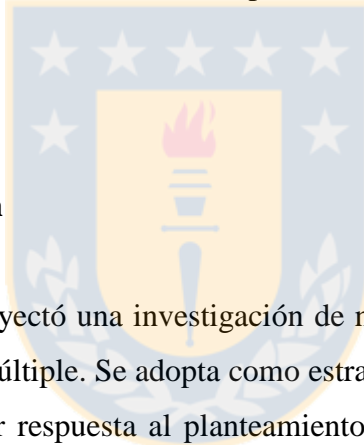 yectó una investigación de
últiple. Se adopta como estra
respuesta al planteamiento